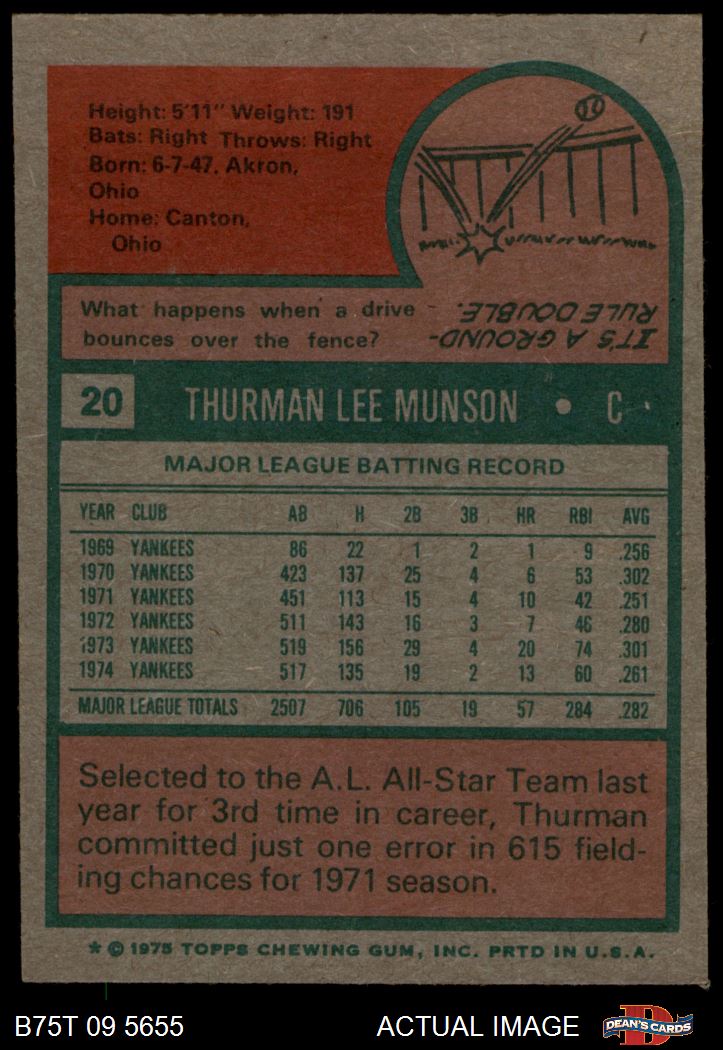 Height: 5'11" Weight: 191
Bats: Right Throws: Right
Born: 6-7-47, Akron,
Ohio
Home: Canton,
Ohio
What happens when a drive
bounces over the fence?
IT'S A GROUND-
RULE DOUBLE.
20 THURMAN LEE MUNSON • C
MAJOR LEAGUE BATTING RECORD
YEAR CLUB AB H 2B 3B HR RBI AVG
1969 YANKEES 86 22 1 2 1 9 .256
1970 YANKEES 423 137 25 4 6 53 .302
1971 YANKEES 451 113 15 4 10 42 .251
1972 YANKEES 511 143 16 3 7 46 .280
1973 YANKEES 519 156 29 4 20 74 .301
1974 YANKEES 517 135 19 2 13 60 .261
MAJOR LEAGUE TOTALS 2507 706 105 19 57 284 .282
Selected to the A.L. All-Star Team last
year for 3rd time in career, Thurman
committed just one error in 615 field-
ing chances for 1971 season.
* © 1975 TOPPS CHEWING GUM, INC. PRTD IN U.S.A.
B75T 09 5655 ACTUAL IMAGE D DEAN'S CARDS